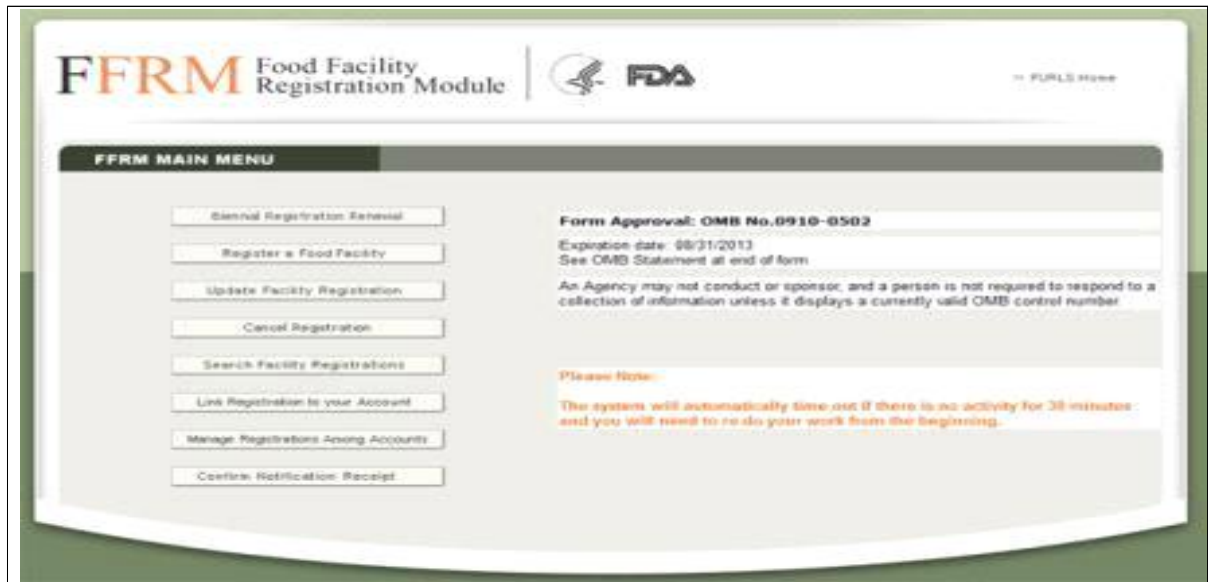 FFRM Food Facility
Registration Module
FDA
>> FURLS Home
FFRM MAIN MENU
Biennial Registration Renewal
Register a Food Facility
Update Facility Registration
Cancel Registration
Search Facility Registrations
Link Registration to your Account
Manage Registrations Among Accounts
Confirm Notification Receipt
Form Approval: OMB No.0910-0502
Expiration date: 08/31/2013
See OMB Statement at end of form
An Agency may not conduct or sponsor, and a person is not required to respond to a
collection of information unless it displays a currently valid OMB control number
Please Note:
The system will automatically time out if there is no activity for 30 minutes
and you will need to re do your work from the beginning.